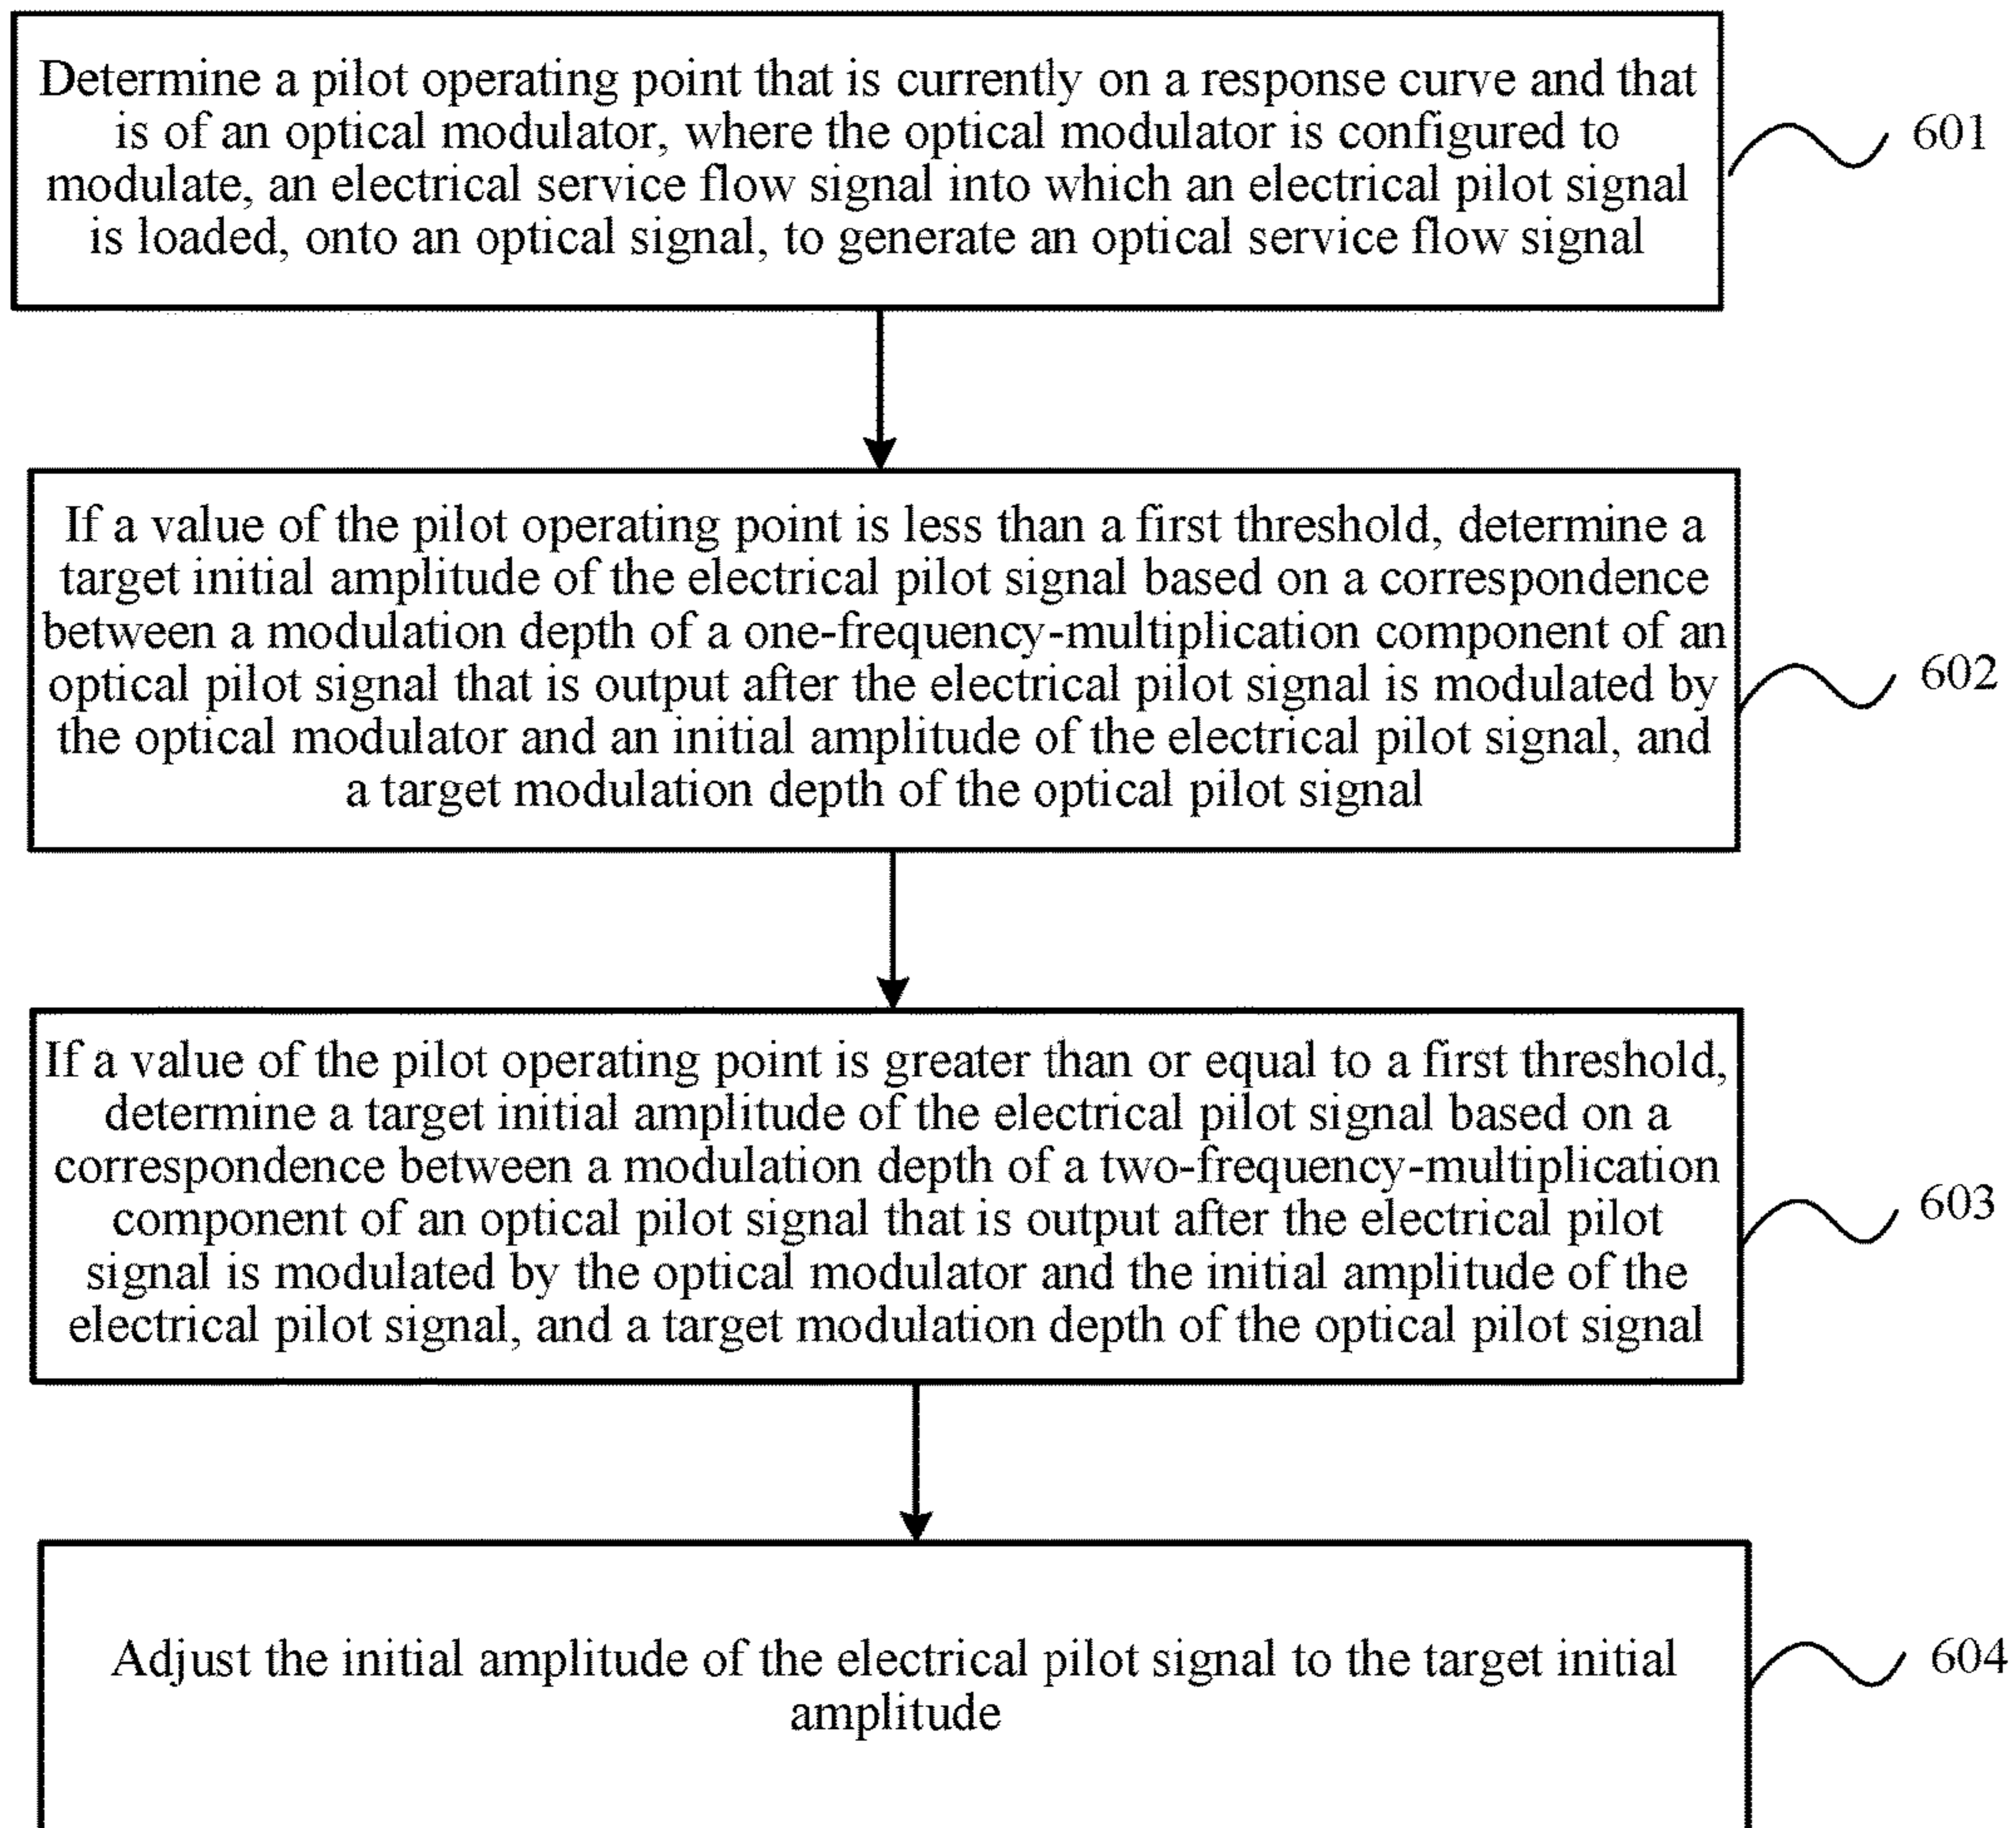 Determine a pilot operating point that is currently on a response curve and that
is of an optical modulator, where the optical modulator is configured to
modulate, an electrical service flow signal into which an electrical pilot signal
is loaded, onto an optical signal, to generate an optical service flow signal
601
If a value of the pilot operating point is less than a first threshold, determine a
target initial amplitude of the electrical pilot signal based on a correspondence
between a modulation depth of a one-frequency-multiplication component of an
optical pilot signal that is output after the electrical pilot signal is modulated by
the optical modulator and an initial amplitude of the electrical pilot signal, and
a target modulation depth of the optical pilot signal
602
If a value of the pilot operating point is greater than or equal to a first threshold,
determine a target initial amplitude of the electrical pilot signal based on a
correspondence between a modulation depth of a two-frequency-multiplication
component of an optical pilot signal that is output after the electrical pilot
signal is modulated by the optical modulator and the initial amplitude of the
electrical pilot signal, and a target modulation depth of the optical pilot signal
603
Adjust the initial amplitude of the electrical pilot signal to the target initial
amplitude
604